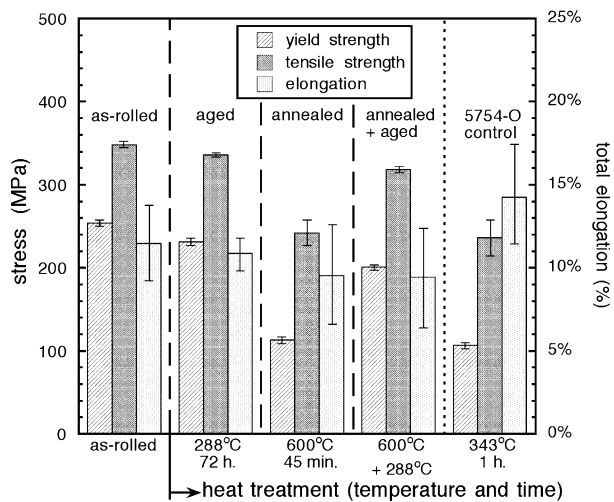 500
400
300
200
100
0
stress (MPa)
25%
20%
15%
10%
5%
0%
total elongation (%)
yield strength
tensile strength
elongation
as-rolled
aged
annealed
annealed
+ aged
5754-O
control
as-rolled
288°C
72 h.
600°C
45 min.
600°C
+ 288°C
343°C
1 h.
heat treatment (temperature and time)